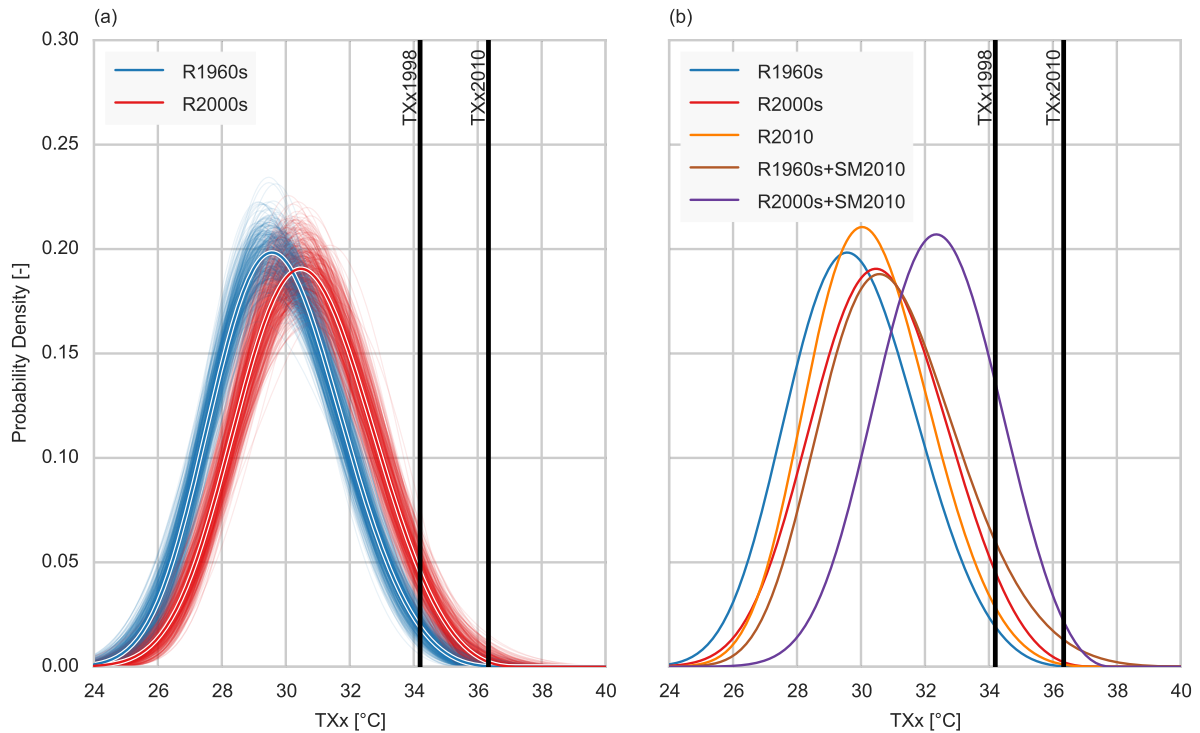 (a)
0.30
0.25
0.20
0.15
0.10
0.05
0.00
Probability Density [-]
R1960s
R2000s
TXx1998
TXx2010
24 26 28 30 32 34 36 38 40
TXx [°C]
(b)
R1960s
R2000s
R2010
R1960s+SM2010
R2000s+SM2010
TXx1998
TXx2010
24 26 28 30 32 34 36 38 40
TXx [°C]